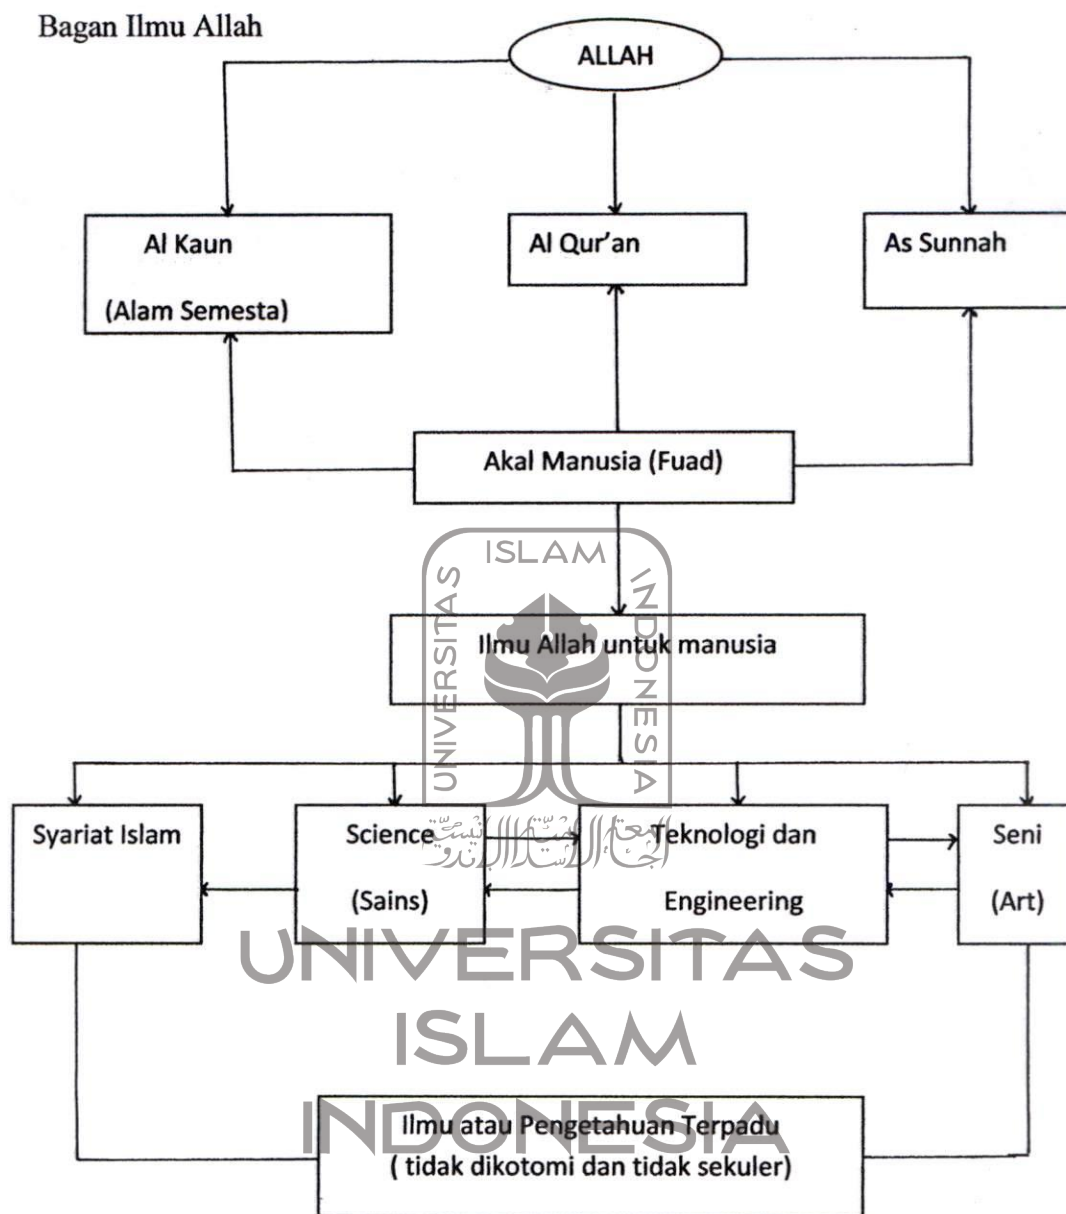 Bagan Ilmu Allah
ALLAH
Al Kaun
(Alam Semesta)
Al Qur'an
As Sunnah
Akal Manusia (Fuad)
Ilmu Allah untuk manusia
Syariat Islam
Science
(Sains)
Teknologi dan
Engineering
Seni
(Art)
Ilmu atau Pengetahuan Terpadu
( tidak dikotomi dan tidak sekuler)
UNIVERSITAS
ISLAM
INDONESIA
UNIVERSITAS
ISLAM
INDONESIA